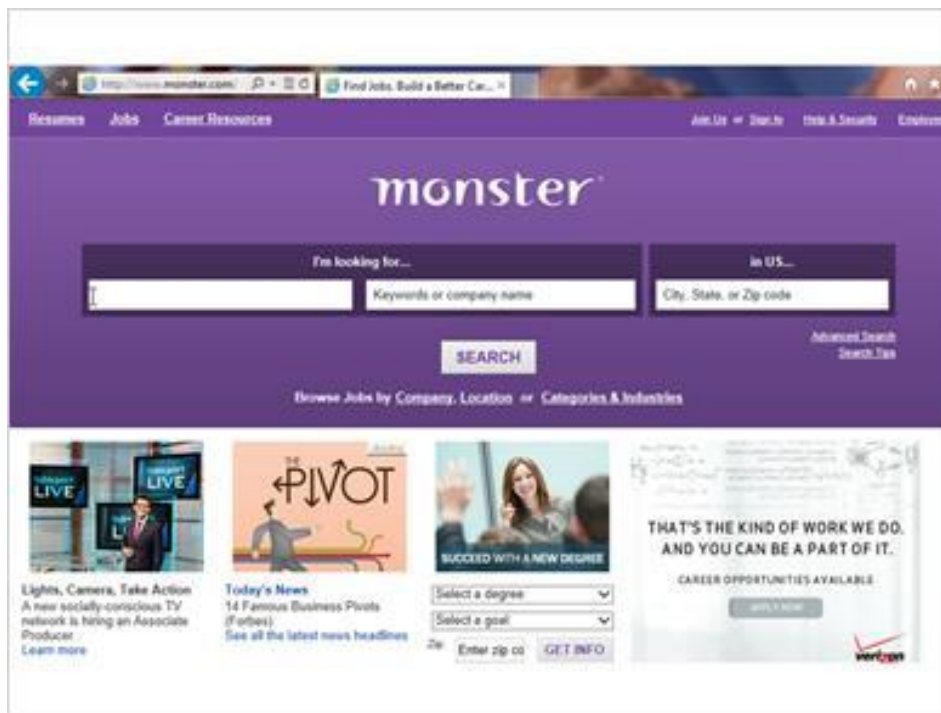 http://www.monster.com/
Find Jobs. Build a Better Car...
Resumes Jobs Career Resources
Join Us or Sign In Help & Security Employe
monster
I'm looking for...
in US...
Keywords or company name
City, State, or Zip code
SEARCH
Advanced Search
Search Tips
Browse Jobs by Company, Location or Categories & Industries
LIVE
LIVE
THE PIVOT
SUCCEED WITH A NEW DEGREE
Lights, Camera, Take Action
A new socially-conscious TV
network is hiring an Associate
Producer
Learn more
Today's News
14 Famous Business Pivots
(Forbes)
See all the latest news headlines
Select a degree
Select a goal
Zip Enter zip co GET INFO
THAT'S THE KIND OF WORK WE DO.
AND YOU CAN BE A PART OF IT.
CAREER OPPORTUNITIES AVAILABLE
APPLY NOW
verizon